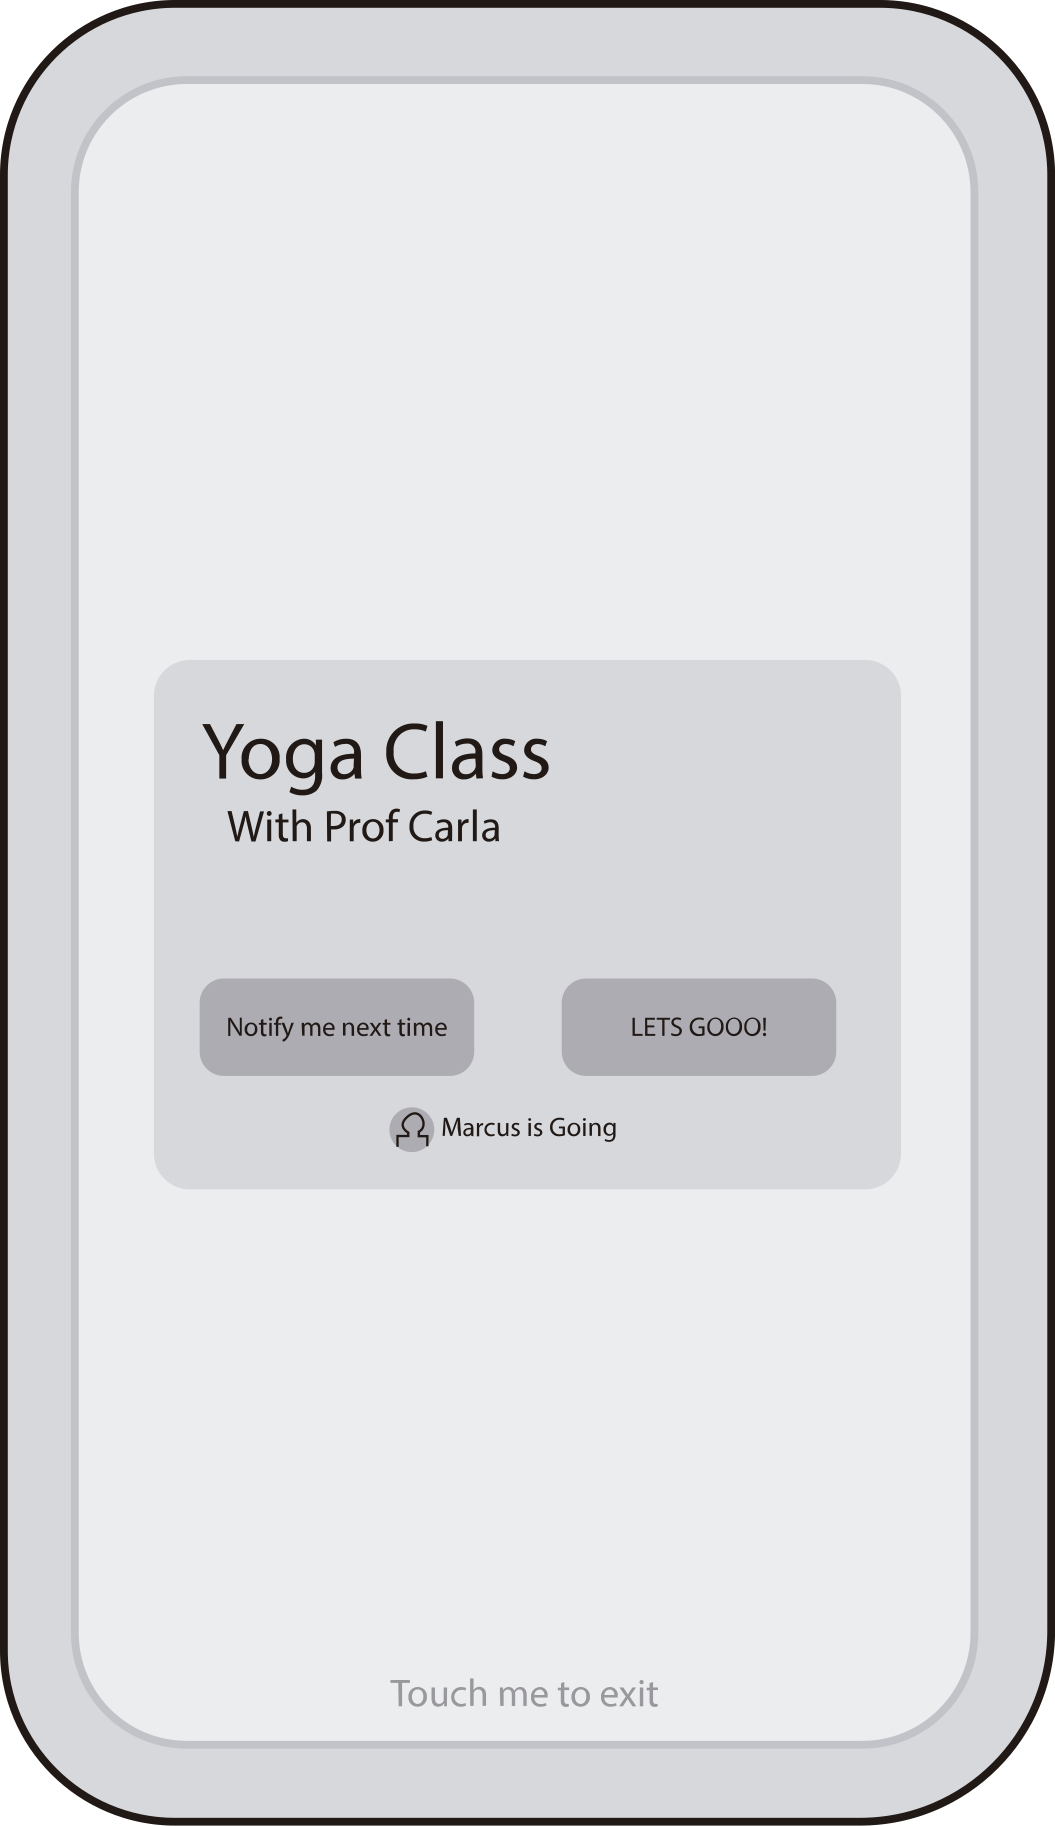 Yoga Class
With Prof Carla
Notify me next time
LETS GOOO!
Marcus is Going
Touch me to exit